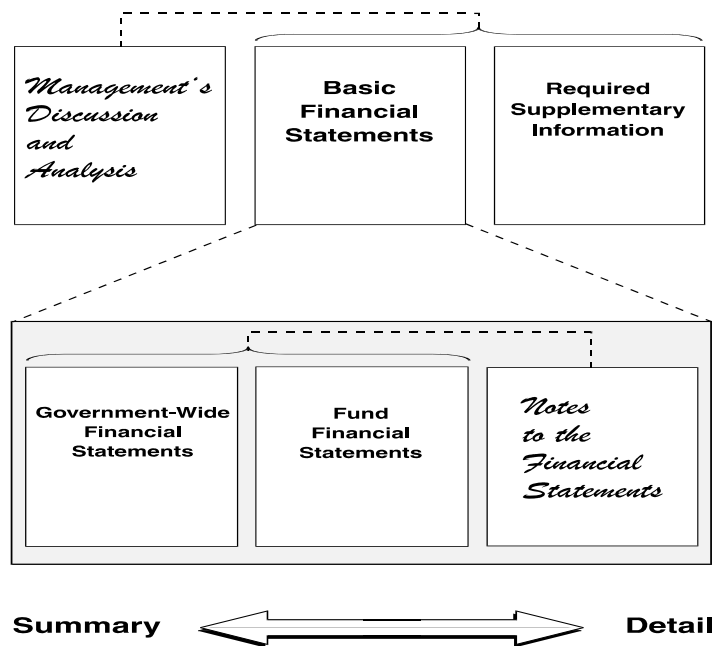 Management's
Discussion
and
Analysis
Basic
Financial
Statements
Required
Supplementary
Information
Government-Wide
Financial
Statements
Fund
Financial
Statements
Notes
to the
Financial
Statements
Summary
Detail